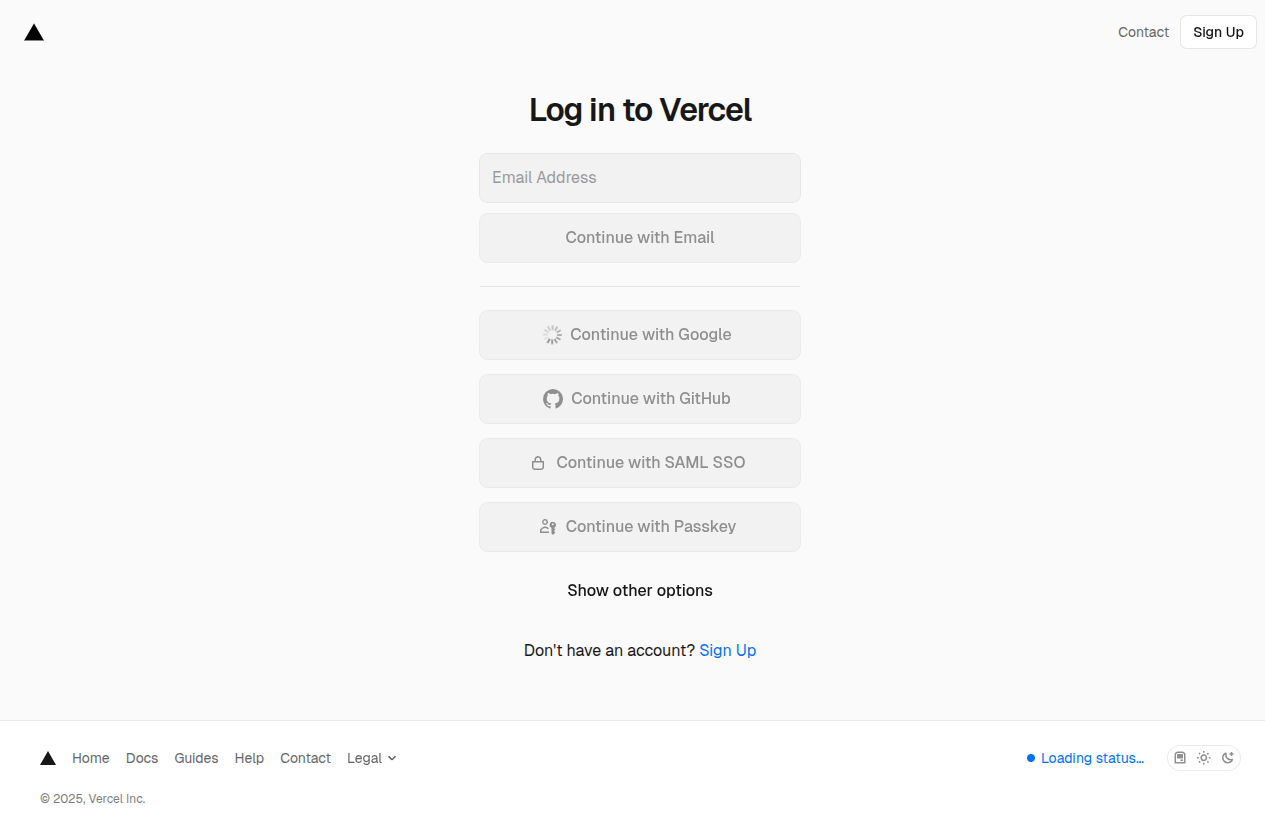 Contact Sign Up
Log in to Vercel
Email Address
Continue with Email
Continue with Google
Continue with GitHub
Continue with SAML SSO
Continue with Passkey
Show other options
Don't have an account? Sign Up
Home Docs Guides Help Contact Legal Loading status…
© 2025, Vercel Inc.